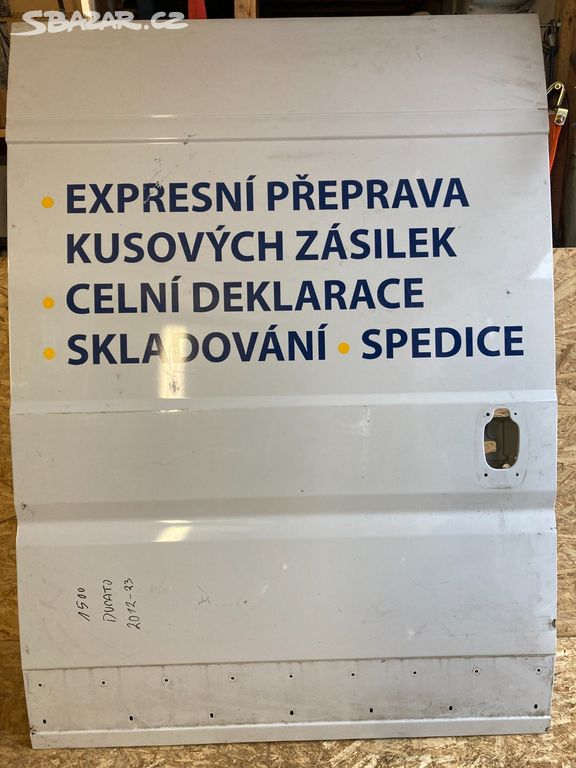 SBAZAR.CZ
• EXPRESNÍ PŘEPRAVA
KUSOVÝCH ZÁSILEK
• CELNÍ DEKLARACE
• SKLADOVÁNÍ • SPEDICE
1500
DUCATO
2012-23